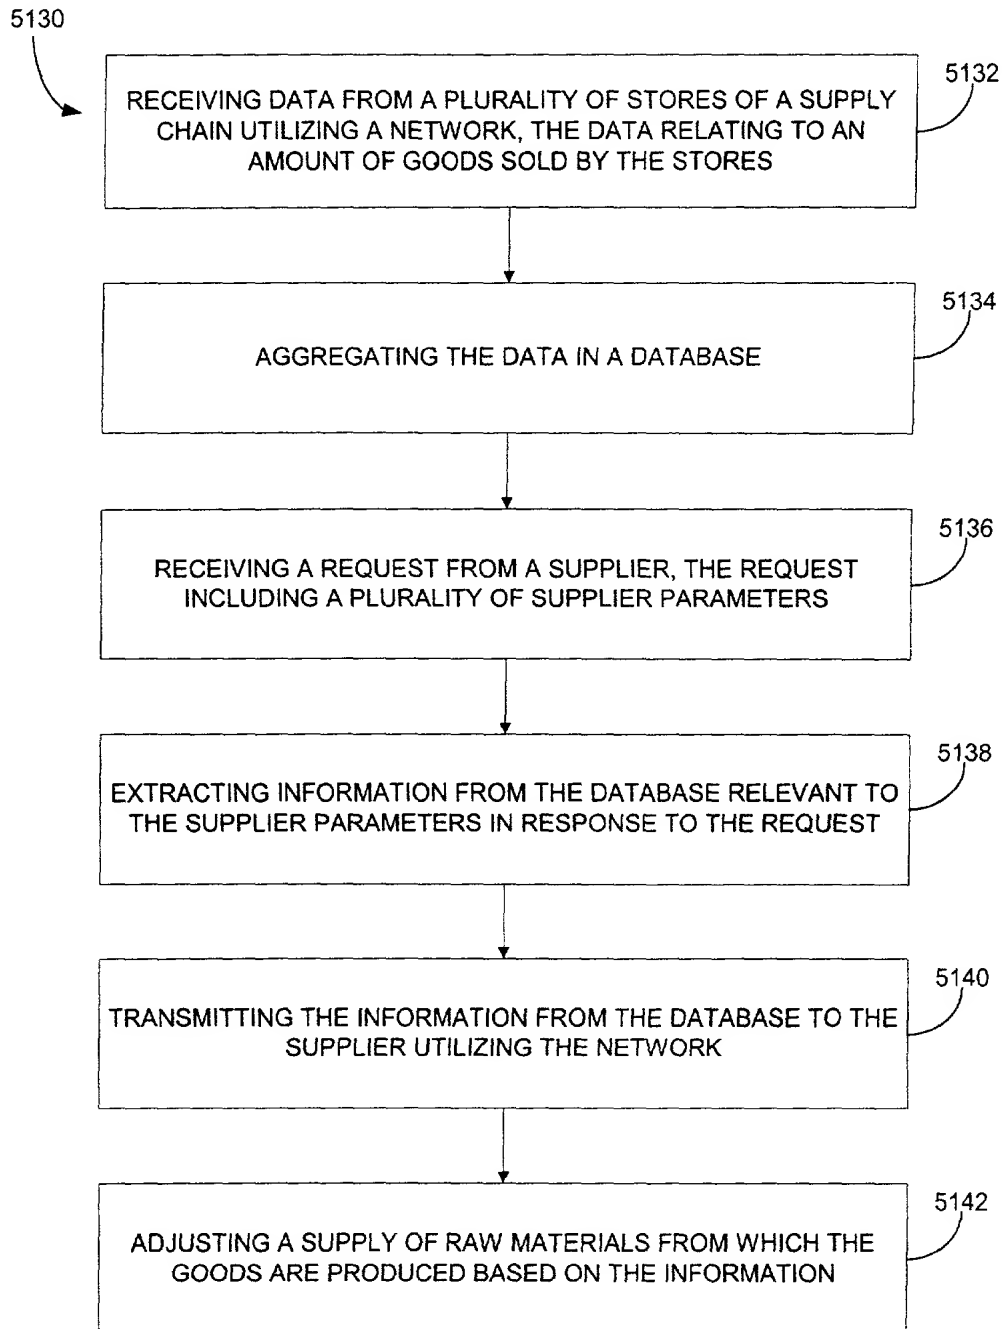 5130
5132
RECEIVING DATA FROM A PLURALITY OF STORES OF A SUPPLY
CHAIN UTILIZING A NETWORK, THE DATA RELATING TO AN
AMOUNT OF GOODS SOLD BY THE STORES
5134
AGGREGATING THE DATA IN A DATABASE
5136
RECEIVING A REQUEST FROM A SUPPLIER, THE REQUEST
INCLUDING A PLURALITY OF SUPPLIER PARAMETERS
5138
EXTRACTING INFORMATION FROM THE DATABASE RELEVANT TO
THE SUPPLIER PARAMETERS IN RESPONSE TO THE REQUEST
5140
TRANSMITTING THE INFORMATION FROM THE DATABASE TO THE
SUPPLIER UTILIZING THE NETWORK
5142
ADJUSTING A SUPPLY OF RAW MATERIALS FROM WHICH THE
GOODS ARE PRODUCED BASED ON THE INFORMATION